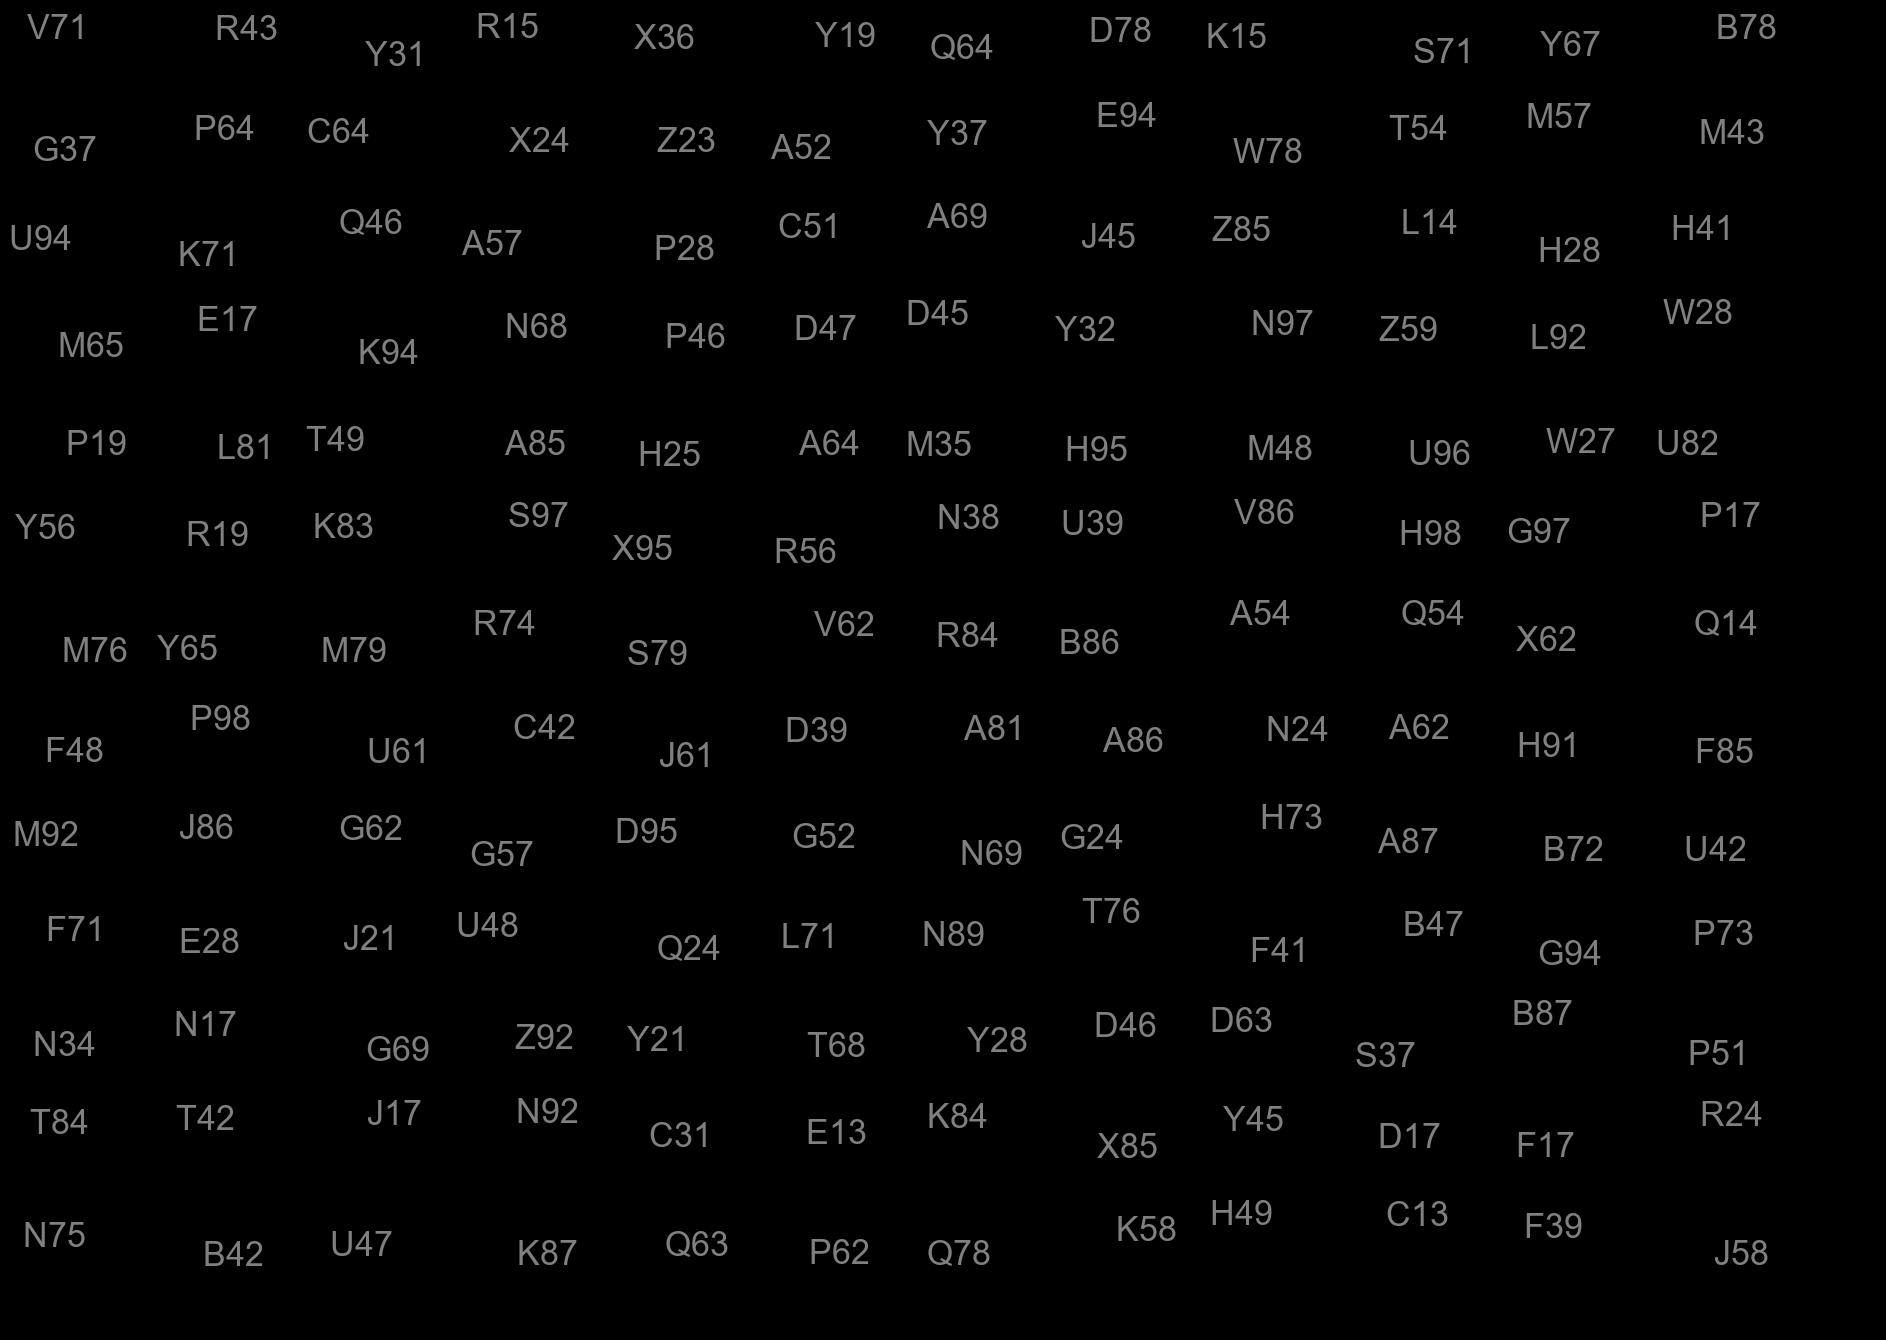 V71 R43 Y31 R15 X36 Y19 Q64 D78 K15 S71 Y67 B78
G37 P64 C64 X24 Z23 A52 Y37 E94 W78 T54 M57 M43
U94 K71 Q46 A57 P28 C51 A69 J45 Z85 L14 H28 H41
M65 E17 K94 N68 P46 D47 D45 Y32 N97 Z59 L92 W28
P19 L81 T49 A85 H25 A64 M35 H95 M48 U96 W27 U82
Y56 R19 K83 S97 X95 R56 N38 U39 V86 H98 G97 P17
M76 Y65 M79 R74 S79 V62 R84 B86 A54 Q54 X62 Q14
F48 P98 U61 C42 J61 D39 A81 A86 N24 A62 H91 F85
M92 J86 G62 G57 D95 G52 N69 G24 H73 A87 B72 U42
F71 E28 J21 U48 Q24 L71 N89 T76 F41 B47 G94 P73
N34 N17 G69 Z92 Y21 T68 Y28 D46 D63 S37 B87 P51
T84 T42 J17 N92 C31 E13 K84 X85 Y45 D17 F17 R24
N75 B42 U47 K87 Q63 P62 Q78 K58 H49 C13 F39 J58